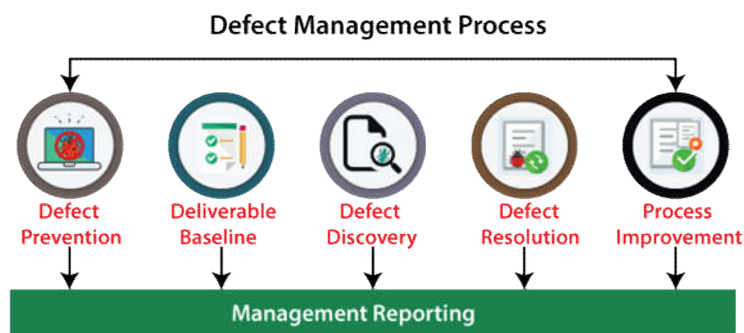 Defect Management Process
Defect
Prevention
Deliverable
Baseline
Defect
Discovery
Defect
Resolution
Process
Improvement
Management Reporting